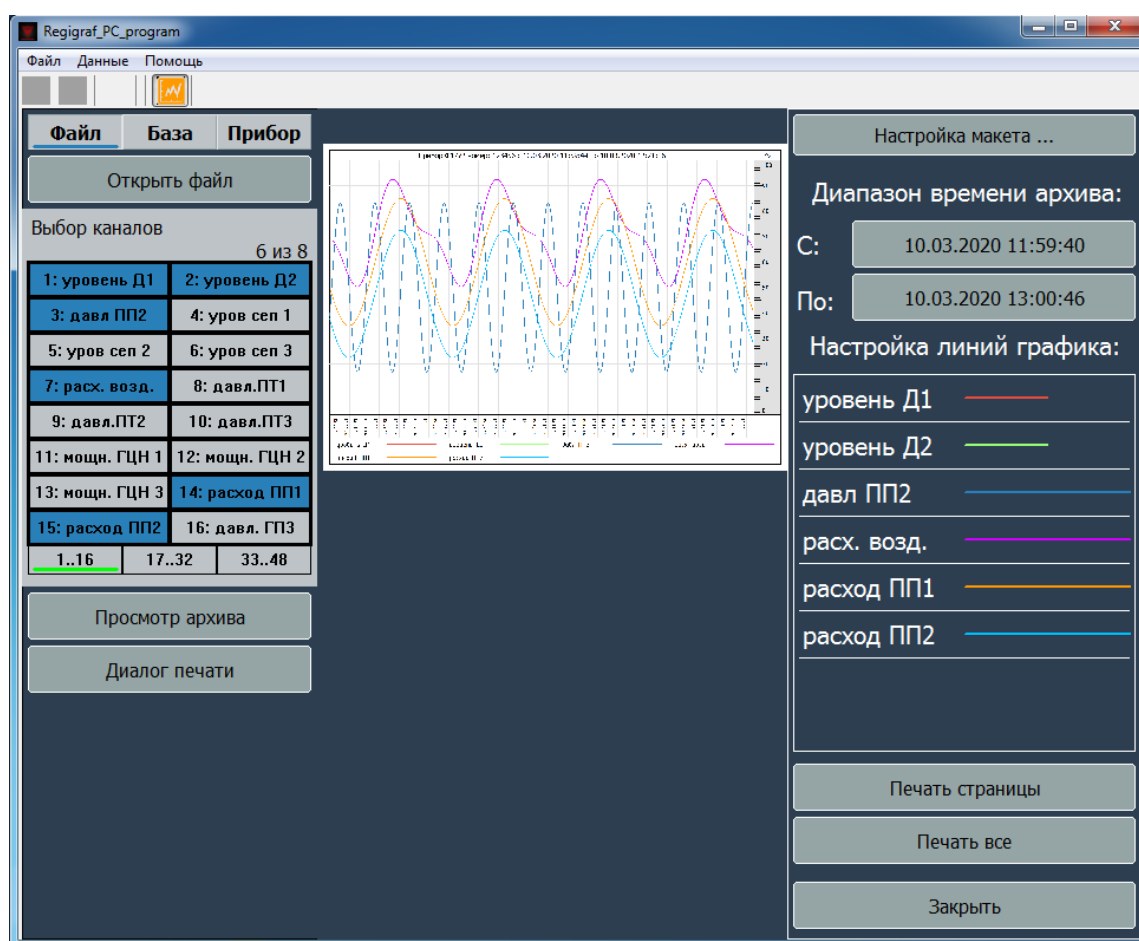 Regigraf_PC_program
Файл Данные Помощь
Файл База Прибор
Открыть файл
Выбор каналов
6 из 8
1: уровень Д1 2: уровень Д2
3: давл ПП2 4: уров сеп 1
5: уров сеп 2 6: уров сеп 3
7: расх. возд. 8: давл.ПТ1
9: давл.ПТ2 10: давл.ПТ3
11: мощн. ГЦН 1 12: мощн. ГЦН 2
13: мощн. ГЦН 3 14: расход ПП1
15: расход ПП2 16: давл. ГП3
1..16 17..32 33..48
Просмотр архива
Диалог печати
Настройка макета ...
Диапазон времени архива:
С: 10.03.2020 11:59:40
По: 10.03.2020 13:00:46
Настройка линий графика:
уровень Д1
уровень Д2
давл ПП2
расх. возд.
расход ПП1
расход ПП2
Печать страницы
Печать все
Закрыть